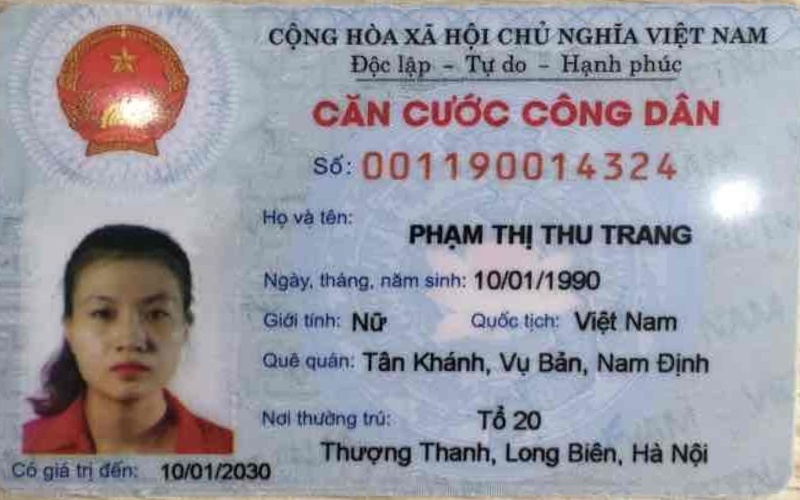 CỘNG HÒA XÃ HỘI CHỦ NGHĨA VIỆT NAM
Độc lập - Tự do - Hạnh phúc
CĂN CƯỚC CÔNG DÂN
Số: 001190014324
Họ và tên:
PHẠM THỊ THU TRANG
Ngày, tháng, năm sinh: 10/01/1990
Giới tính: Nữ Quốc tịch: Việt Nam
Quê quán: Tân Khánh, Vụ Bản, Nam Định
Nơi thường trú: Tổ 20
Thượng Thanh, Long Biên, Hà Nội
Có giá trị đến: 10/01/2030